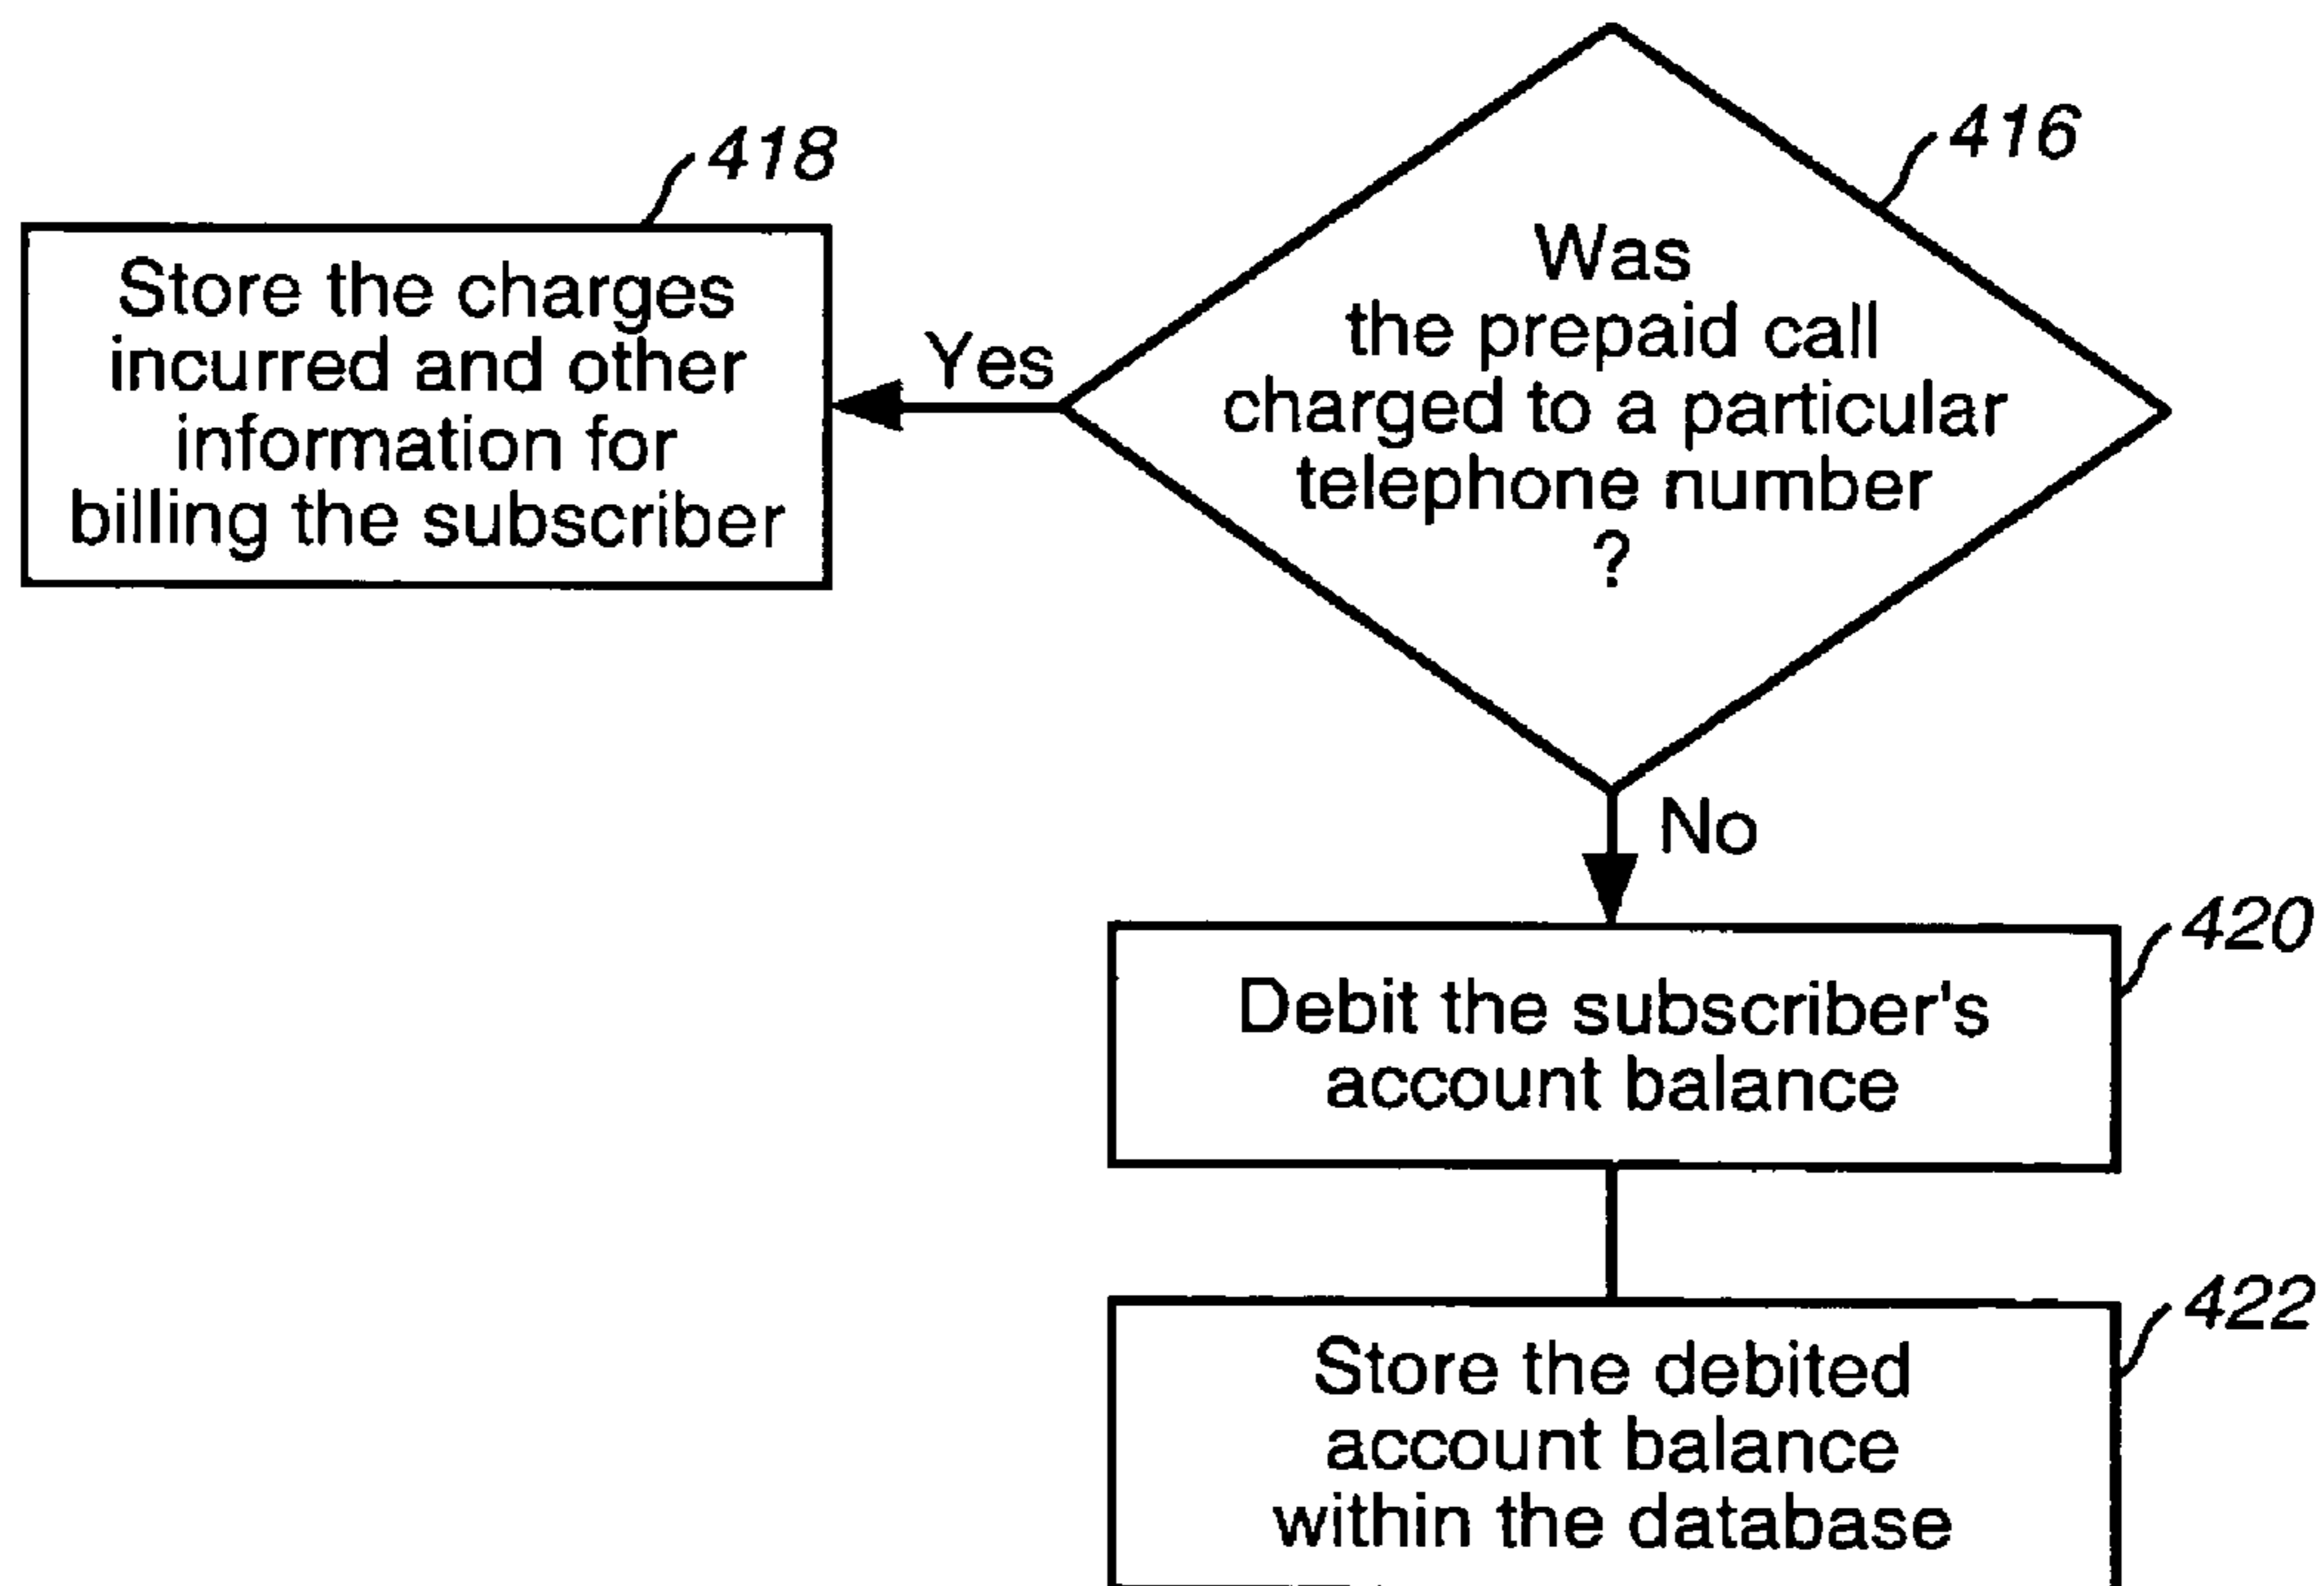 418
Store the charges
incurred and other
information for
billing the subscriber
Yes
416
Was
the prepaid call
charged to a particular
telephone number
?
No
420
Debit the subscriber's
account balance
422
Store the debited
account balance
within the database